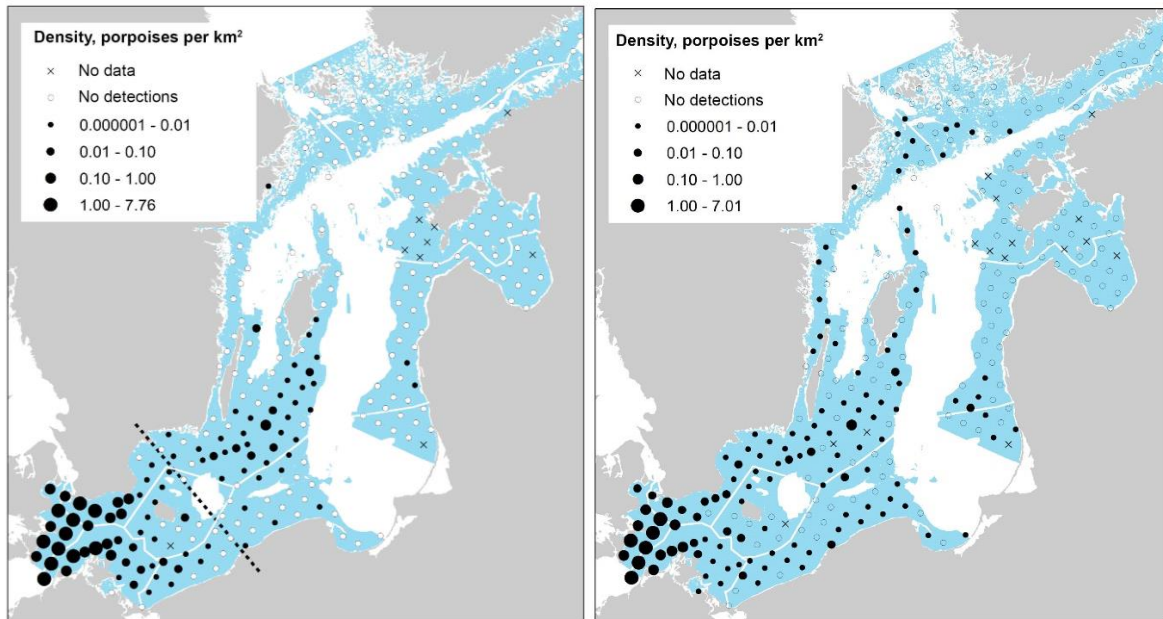 Density, porpoises per km²
No data
No detections
0.000001 - 0.01
0.01 - 0.10
0.10 - 1.00
1.00 - 7.76
Density, porpoises per km²
No data
No detections
0.000001 - 0.01
0.01 - 0.10
0.10 - 1.00
1.00 - 7.01